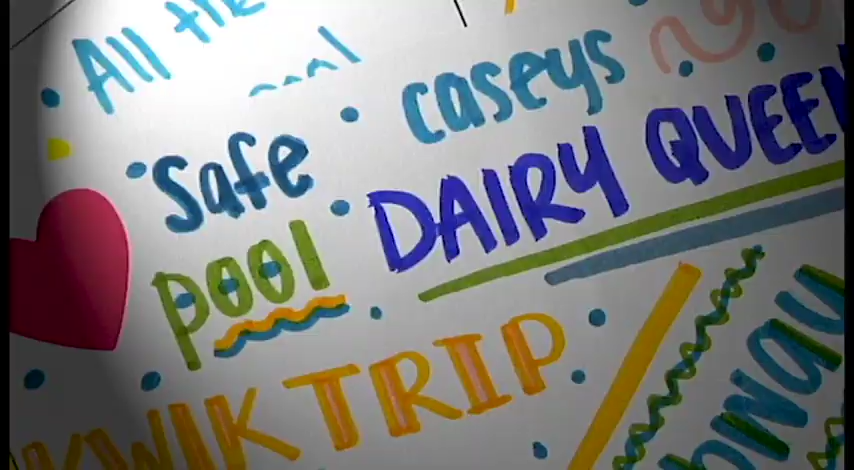 All the
caseys
Safe
DAIRY QUEEN
pool
KWIK TRIP